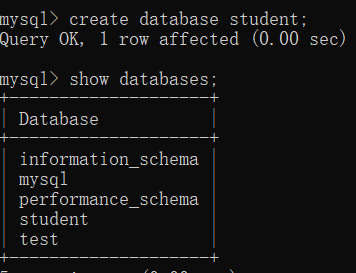 mysql> create database student;
Query OK, 1 row affected (0.00 sec)
mysql> show databases;
+--------------------+
| Database           |
+--------------------+
| information_schema |
| mysql              |
| performance_schema |
| student            |
| test               |
+--------------------+